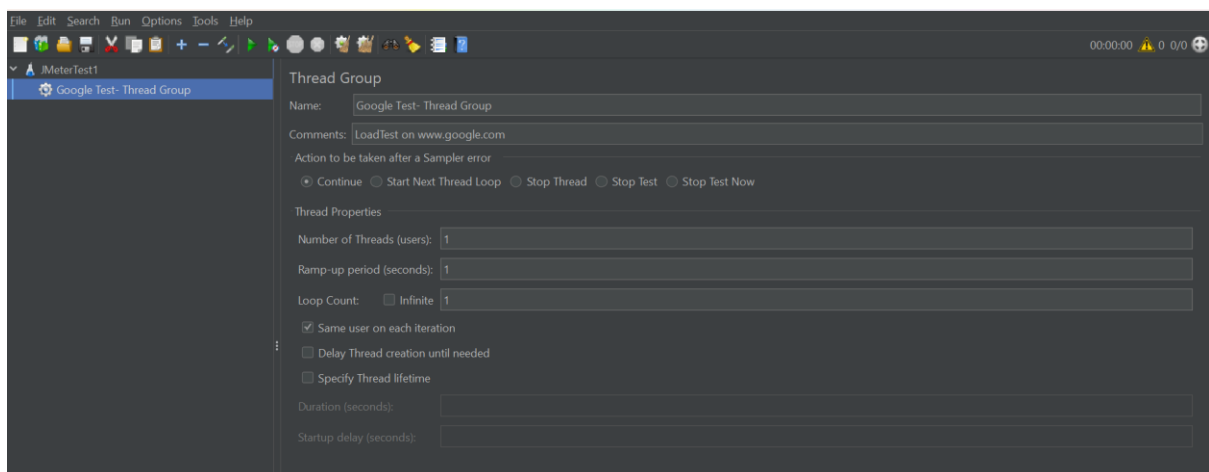 File Edit Search Run Options Tools Help
00:00:00 0 0/0
JMeterTest1
Google Test- Thread Group
Thread Group
Name: Google Test- Thread Group
Comments: LoadTest on www.google.com
Action to be taken after a Sampler error
Continue Start Next Thread Loop Stop Thread Stop Test Stop Test Now
Thread Properties
Number of Threads (users): 1
Ramp-up period (seconds): 1
Loop Count: Infinite 1
Same user on each iteration
Delay Thread creation until needed
Specify Thread lifetime
Duration (seconds):
Startup delay (seconds):